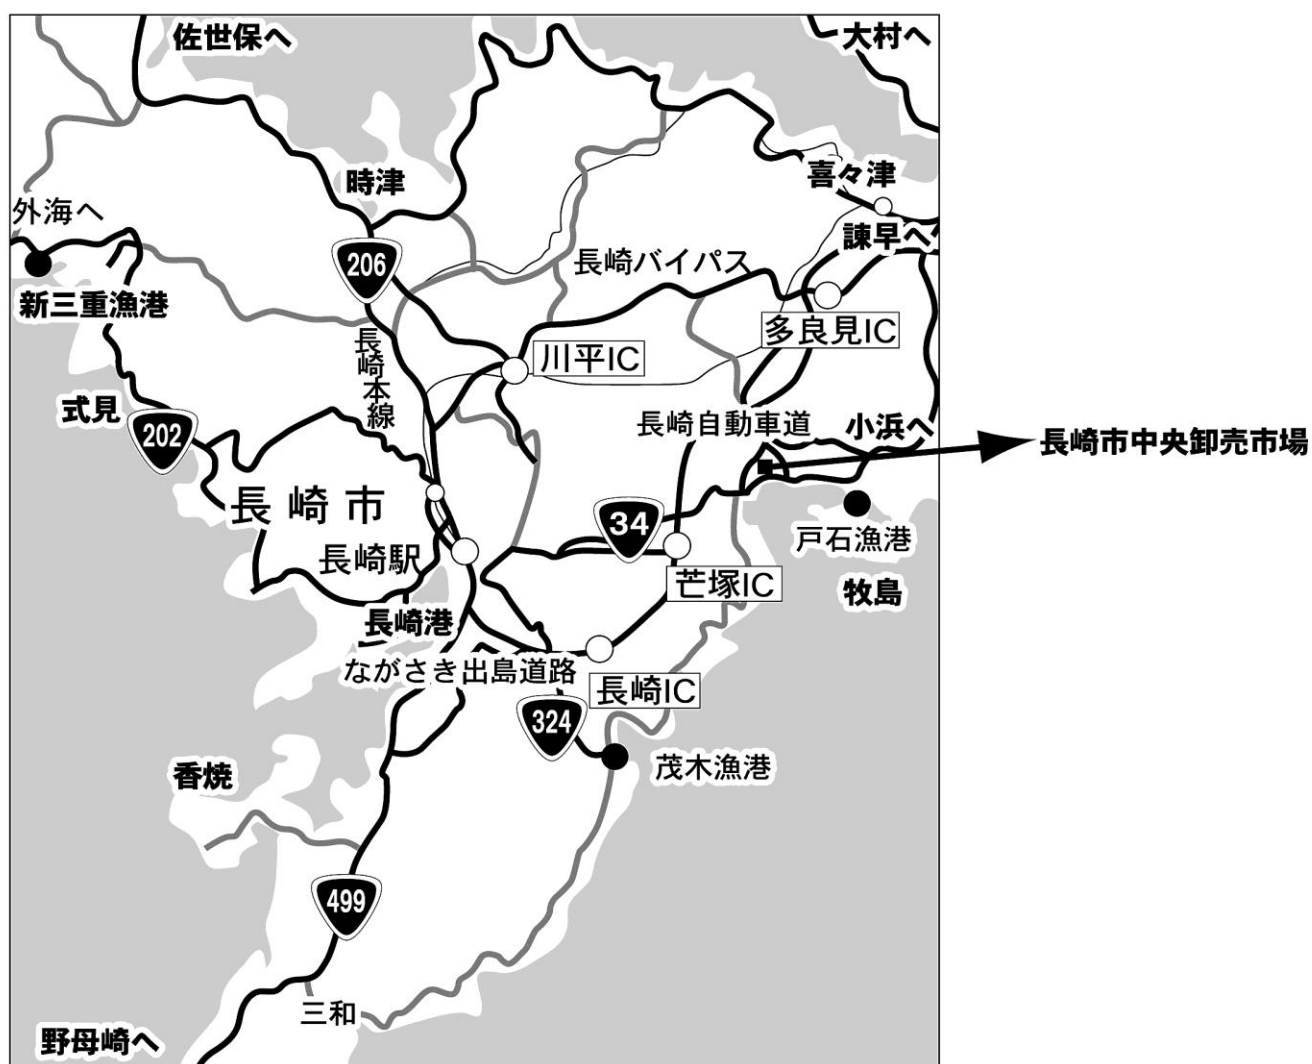 佐世保へ
大村へ
時津
喜々津
外海へ
諫早へ
206
長崎バイパス
新三重漁港
多良見IC
長崎本線
川平IC
式見
202
長崎自動車道
小浜へ
長崎市中央卸売市場
長崎市
34
戸石漁港
長崎駅
芒塚IC
牧島
長崎港
ながさき出島道路
長崎IC
324
茂木漁港
香焼
499
三和
野母崎へ